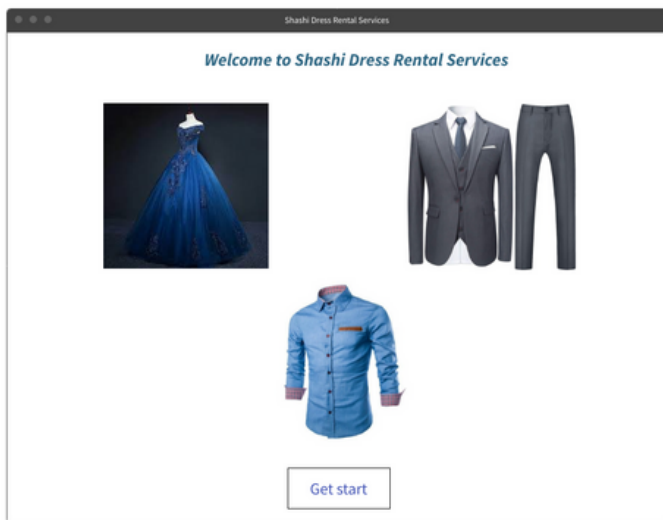 Shashi Dress Rental Services
Welcome to Shashi Dress Rental Services
Get start